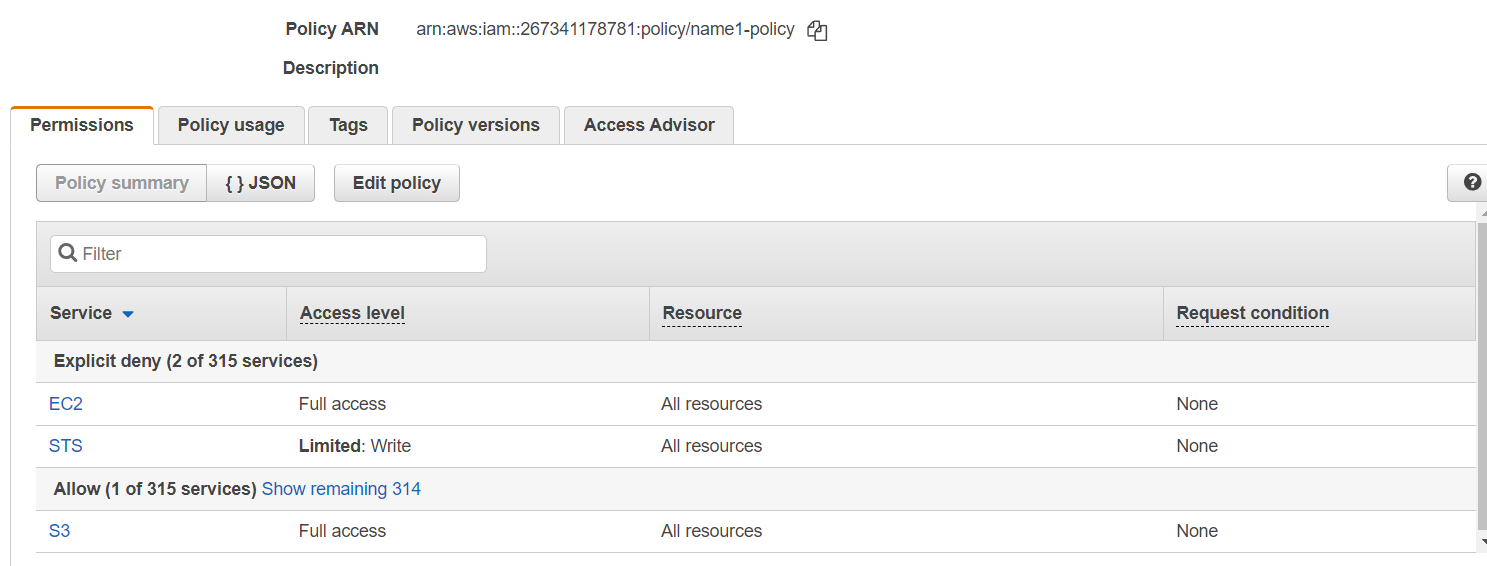 Policy ARN arn:aws:iam::267341178781:policy/name1-policy
Description
Permissions Policy usage Tags Policy versions Access Advisor
Policy summary { } JSON Edit policy ?
Filter
Service Access level Resource Request condition
Explicit deny (2 of 315 services)
EC2 Full access All resources None
STS Limited: Write All resources None
Allow (1 of 315 services) Show remaining 314
S3 Full access All resources None